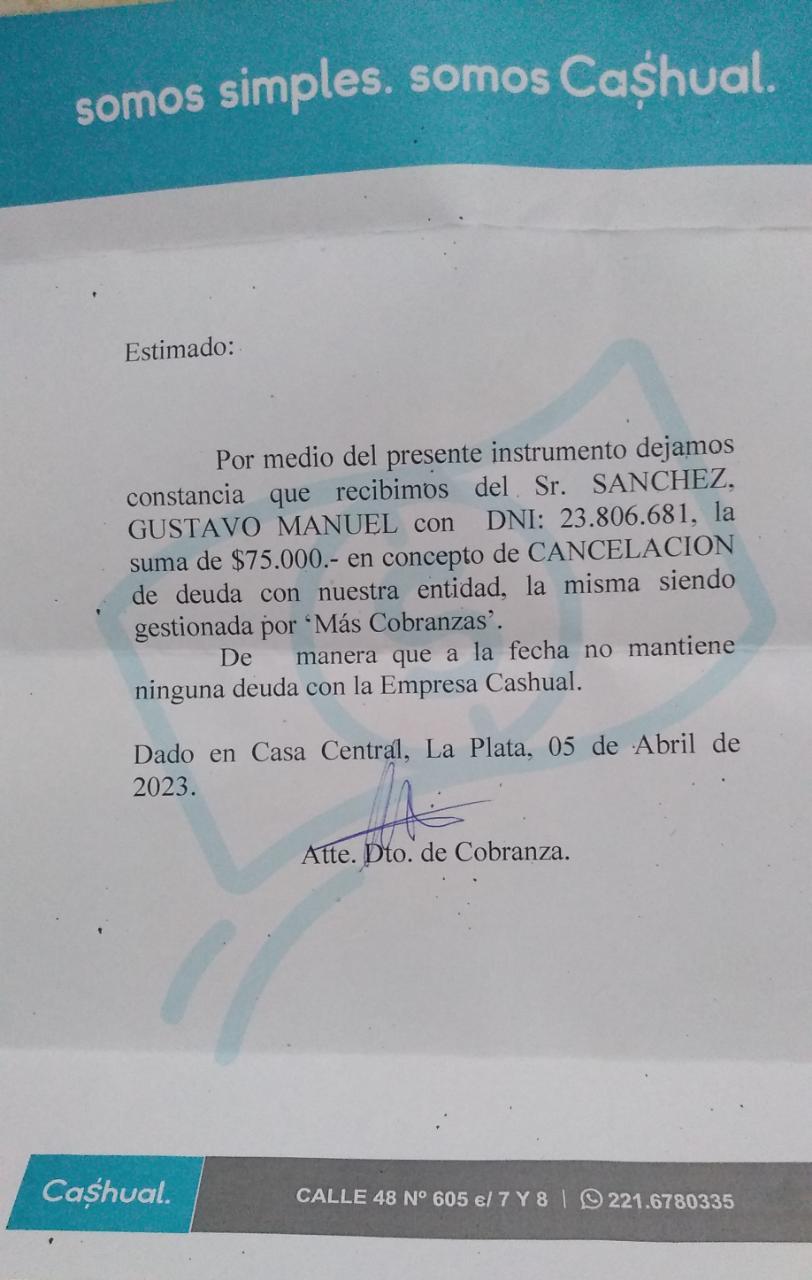 somos simples. somos Ca$hual.
Estimado:
Por medio del presente instrumento dejamos
constancia que recibimos del Sr. SANCHEZ,
GUSTAVO MANUEL con DNI: 23.806.681, la
suma de $75.000.- en concepto de CANCELACION
de deuda con nuestra entidad, la misma siendo
gestionada por ‘Más Cobranzas’.
De manera que a la fecha no mantiene
ninguna deuda con la Empresa Cashual.
Dado en Casa Central, La Plata, 05 de Abril de
2023.
Atte. Dto. de Cobranza.
Ca$hual.
CALLE 48 Nº 605 e/ 7 Y 8 | 221.6780335